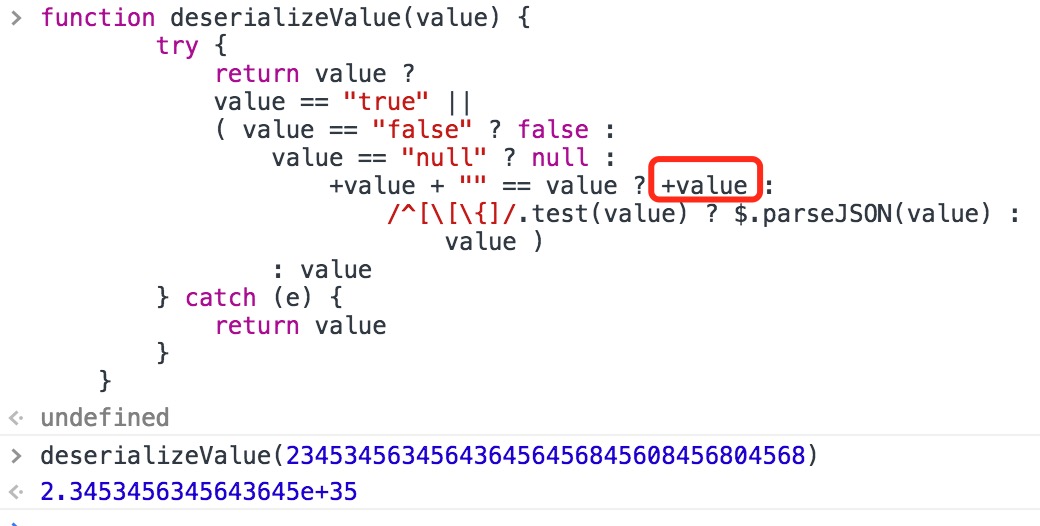 > function deserializeValue(value) {
try {
return value ?
value == "true" ||
( value == "false" ? false :
value == "null" ? null :
+value + "" == value ? +value :
/^[\[\{]/.test(value) ? $.parseJSON(value) :
value )
: value
} catch (e) {
return value
}
}
undefined
> deserializeValue(234534563456436456456845608456804568)
2.3453456345643645e+35